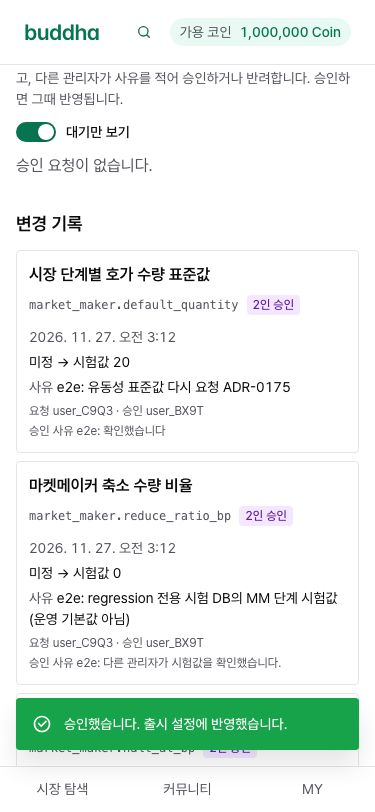 buddha
가용 코인 1,000,000 Coin
고, 다른 관리자가 사유를 적어 승인하거나 반려합니다. 승인하
면 그때 반영됩니다.
대기만 보기
승인 요청이 없습니다.
변경 기록
시장 단계별 호가 수량 표준값
market_maker.default_quantity 2인 승인
2026. 11. 27. 오전 3:12
미정 → 시험값 20
사유 e2e: 유동성 표준값 다시 요청 ADR-0175
요청 user_C9Q3 · 승인 user_BX9T
승인 사유 e2e: 확인했습니다
마켓메이커 축소 수량 비율
market_maker.reduce_ratio_bp 2인 승인
2026. 11. 27. 오전 3:12
미정 → 시험값 0
사유 e2e: regression 전용 시험 DB의 MM 단계 시험값
(운영 기본값 아님)
요청 user_C9Q3 · 승인 user_BX9T
승인 사유 e2e: 다른 관리자가 시험값을 확인했습니다.
승인했습니다. 출시 설정에 반영했습니다.
시장 탐색
커뮤니티
MY